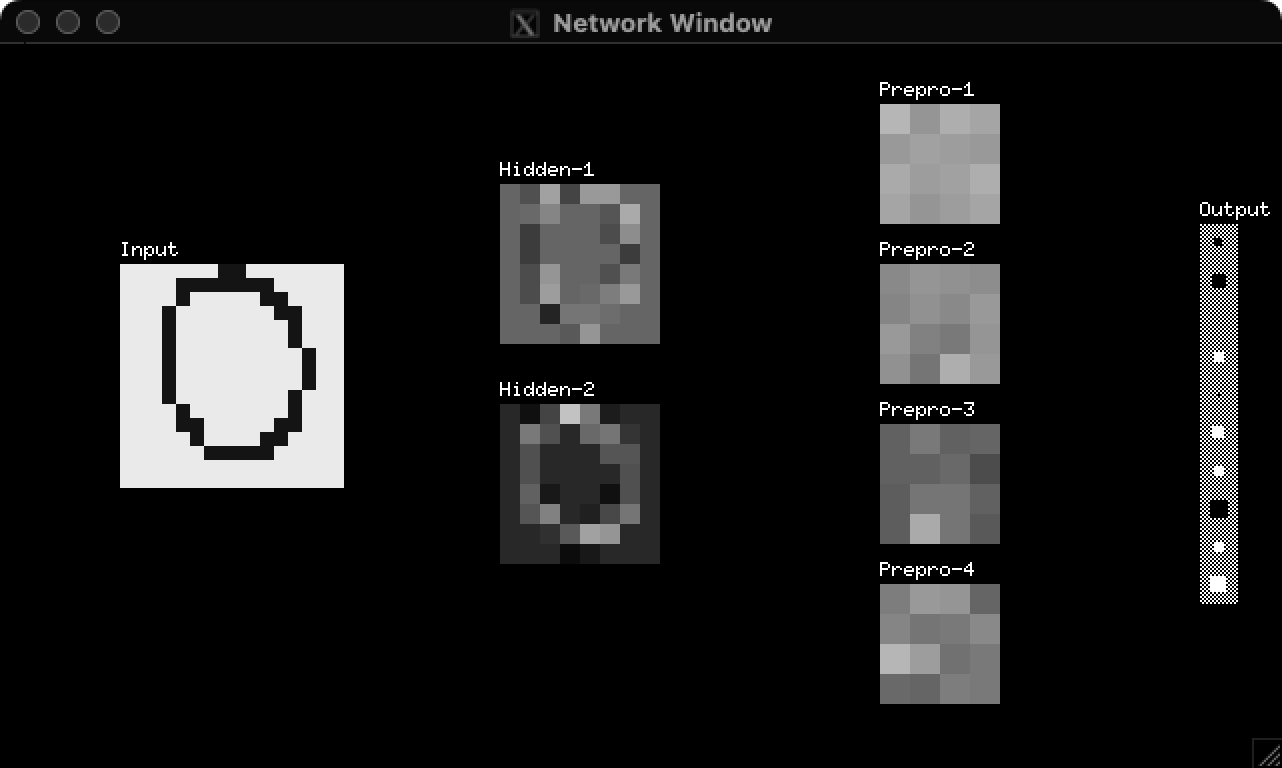 Network Window
Input
Hidden-1
Hidden-2
Prepro-1
Prepro-2
Prepro-3
Prepro-4
Output